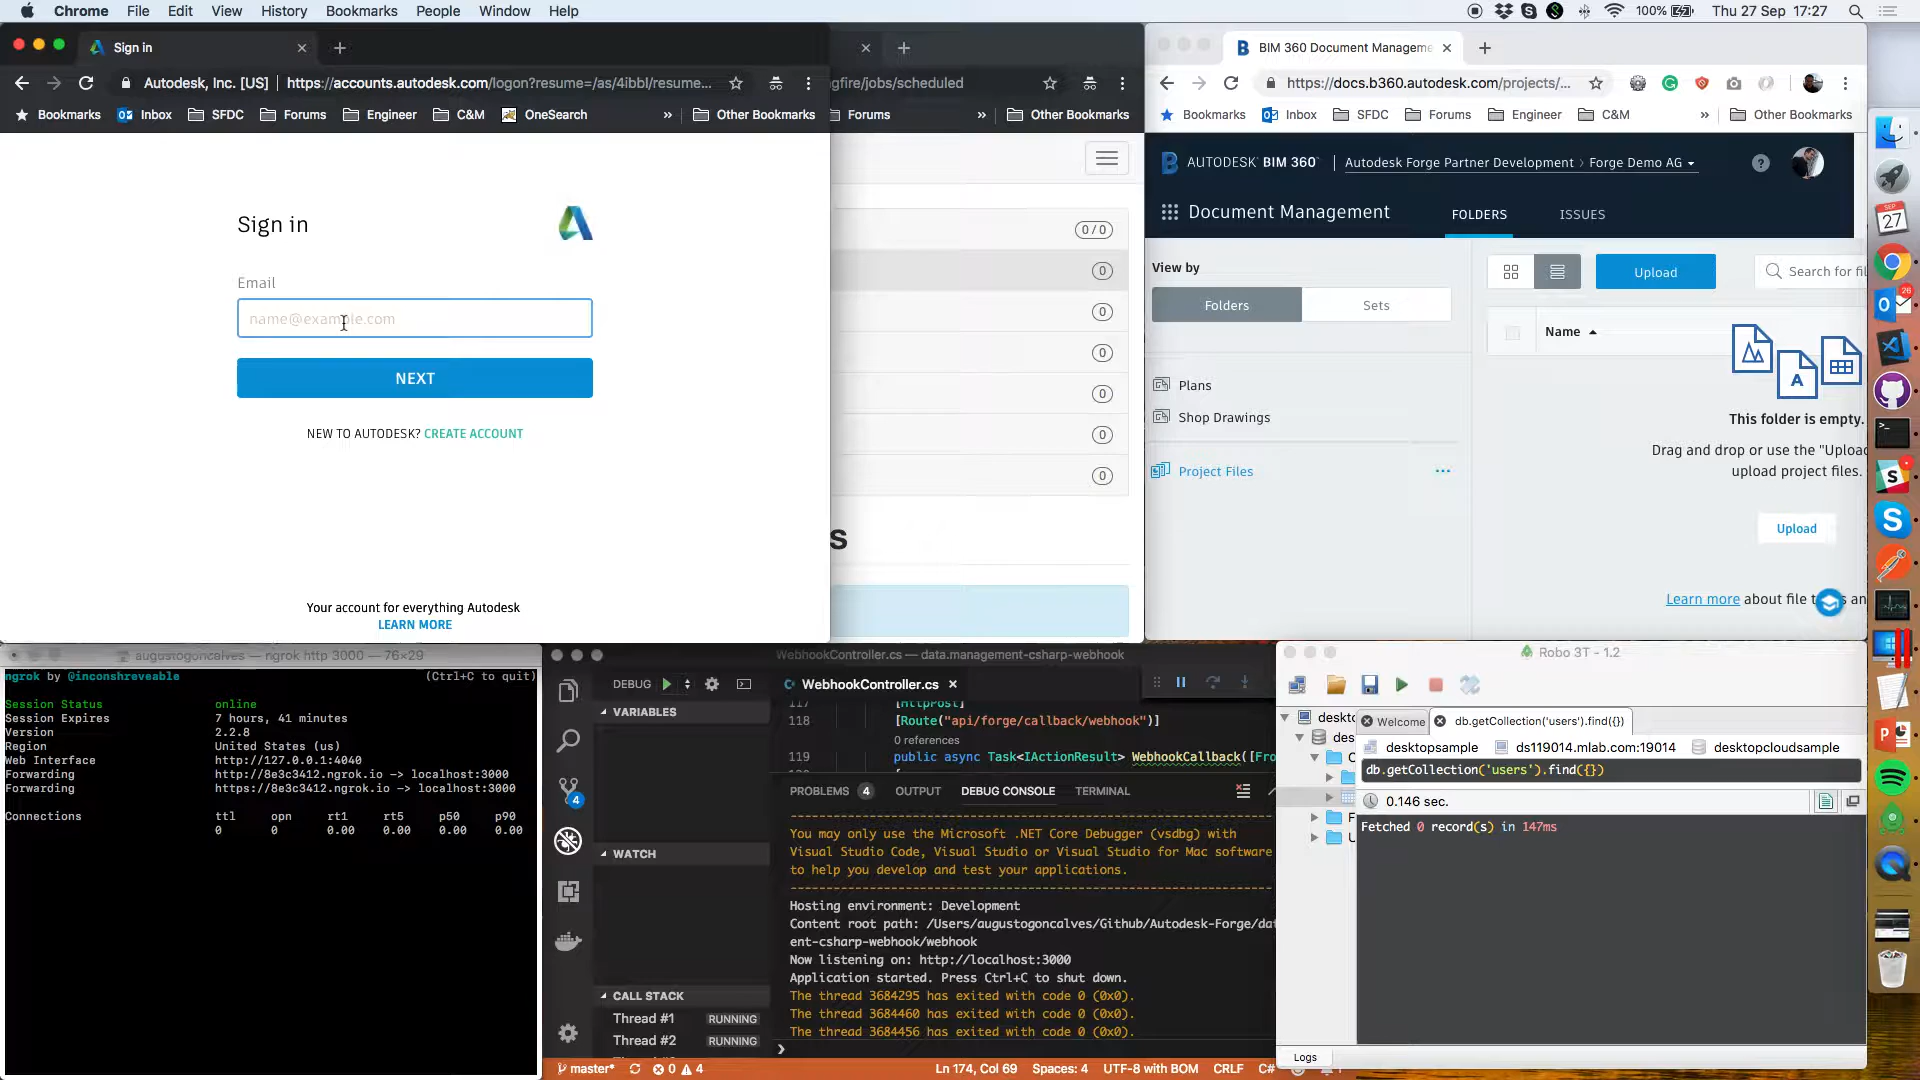 Chrome File Edit View History Bookmarks People Window Help
100% Thu 27 Sep 17:27
Sign in
Autodesk, Inc. [US] https://accounts.autodesk.com/logon?resume=/as/4ibbl/resume...
Bookmarks Inbox SFDC Forums Engineer C&M OneSearch » Other Bookmarks
Sign in
Email
name@example.com
NEXT
NEW TO AUTODESK? CREATE ACCOUNT
Your account for everything Autodesk
LEARN MORE
gfire/jobs/scheduled
Forums » Other Bookmarks
0 / 0
0
0
0
0
0
0
s
BIM 360 Document Manageme
https://docs.b360.autodesk.com/projects/...
Bookmarks Inbox SFDC Forums Engineer C&M » Other Bookmarks
AUTODESK® BIM 360™ Autodesk Forge Partner Development > Forge Demo AG
Document Management FOLDERS ISSUES
View by
Folders Sets
Upload Search for fil
Plans
Shop Drawings
Project Files
Name
This folder is empty.
Drag and drop or use the "Upload
upload project files.
Upload
Learn more about file t s an
SEP
27
26
augustogoncalves — ngrok http 3000 — 76×29
ngrok by @inconshreveable (Ctrl+C to quit)
Session Status online
Session Expires 7 hours, 41 minutes
Version 2.2.8
Region United States (us)
Web Interface http://127.0.0.1:4040
Forwarding http://8e3c3412.ngrok.io -> localhost:3000
Forwarding https://8e3c3412.ngrok.io -> localhost:3000
Connections ttl opn rt1 rt5 p50 p90
0 0 0.00 0.00 0.00 0.00
WebhookController.cs — data.management-csharp-webhook
DEBUG
VARIABLES
WATCH
CALL STACK
Thread #1 RUNNING
Thread #2 RUNNING
4
WebhookController.cs
117 [HttpPost]
118 [Route("api/forge/callback/webhook")]
0 references
119 public async Task<IActionResult> WebhookCallback([Fro
PROBLEMS 4 OUTPUT DEBUG CONSOLE TERMINAL
You may only use the Microsoft .NET Core Debugger (vsdbg) with
Visual Studio Code, Visual Studio or Visual Studio for Mac software
to help you develop and test your applications.
Hosting environment: Development
Content root path: /Users/augustogoncalves/Github/Autodesk-Forge/dat
ent-csharp-webhook/webhook
Now listening on: http://localhost:3000
Application started. Press Ctrl+C to shut down.
The thread 3684295 has exited with code 0 (0x0).
The thread 3684460 has exited with code 0 (0x0).
The thread 3684456 has exited with code 0 (0x0).
master* 0 4 Ln 174, Col 69 Spaces: 4 UTF-8 with BOM CRLF C#
Robo 3T - 1.2
Welcome db.getCollection('users').find({})
deskto
des
desktopsample ds119014.mlab.com:19014 desktopcloudsample
db.getCollection('users').find({})
0.146 sec.
Fetched 0 record(s) in 147ms
Logs